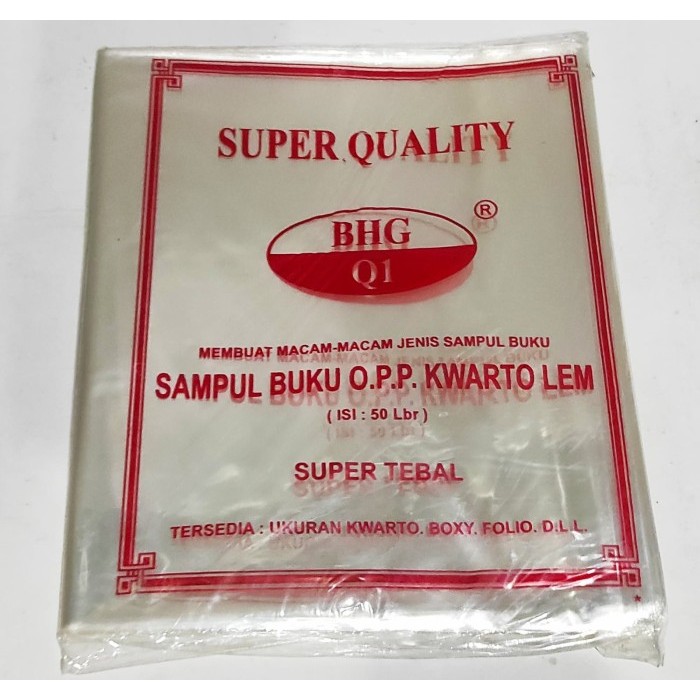 SUPER QUALITY
BHG ®
Q1
MEMBUAT MACAM-MACAM JENIS SAMPUL BUKU
SAMPUL BUKU O.P.P. KWARTO LEM
( ISI : 50 Lbr )
SUPER TEBAL
TERSEDIA : UKURAN KWARTO. BOXY. FOLIO. D.L.L.